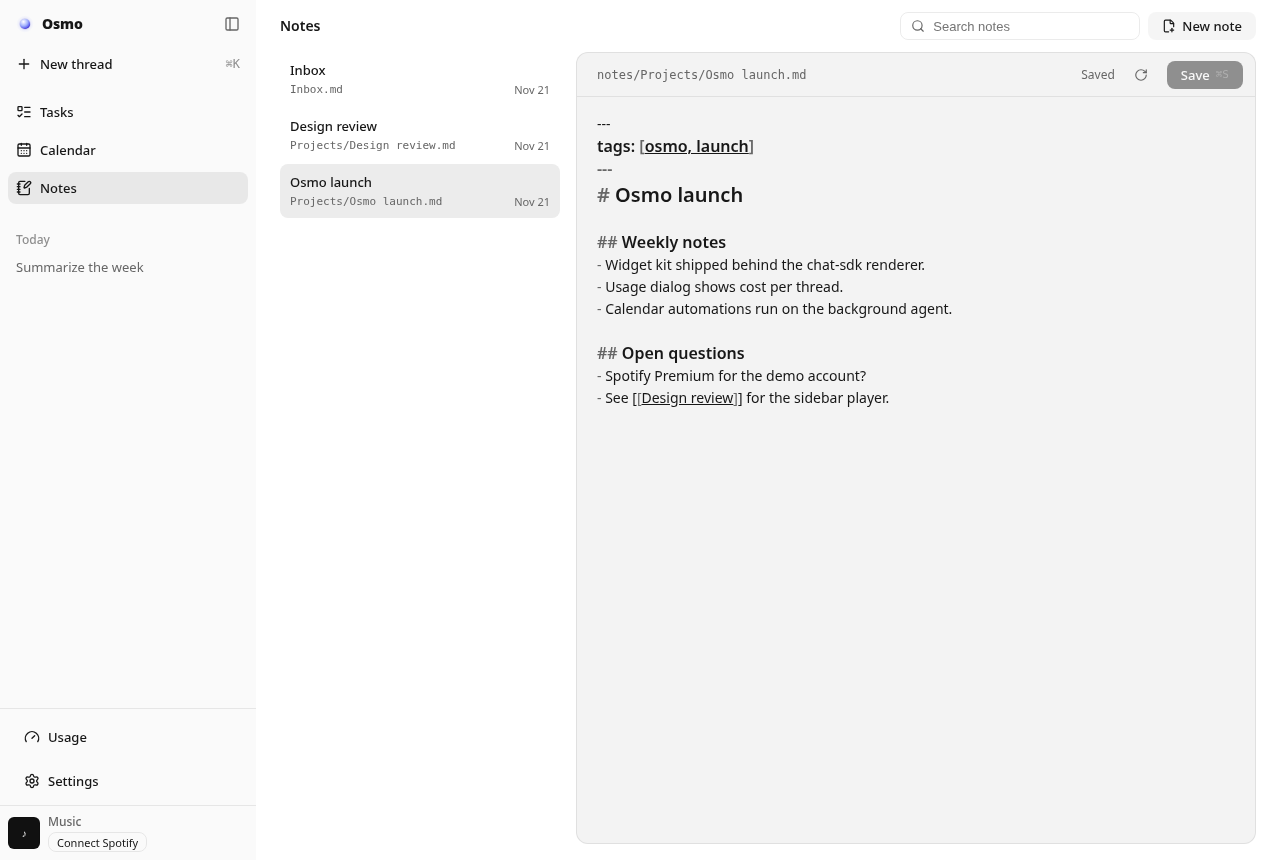 Osmo
New thread ⌘K
Tasks
Calendar
Notes
Today
Summarize the week
Usage
Settings
Music
Connect Spotify
Notes
Search notes
New note
Inbox
Inbox.md Nov 21
Design review
Projects/Design review.md Nov 21
Osmo launch
Projects/Osmo launch.md Nov 21
notes/Projects/Osmo launch.md Saved Save ⌘S
---
tags: [osmo, launch]
---
# Osmo launch
## Weekly notes
- Widget kit shipped behind the chat-sdk renderer.
- Usage dialog shows cost per thread.
- Calendar automations run on the background agent.
## Open questions
- Spotify Premium for the demo account?
- See [[Design review]] for the sidebar player.